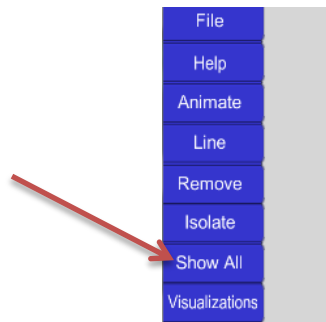 File
Help
Animate
Line
Remove
Isolate
Show All
Visualizations